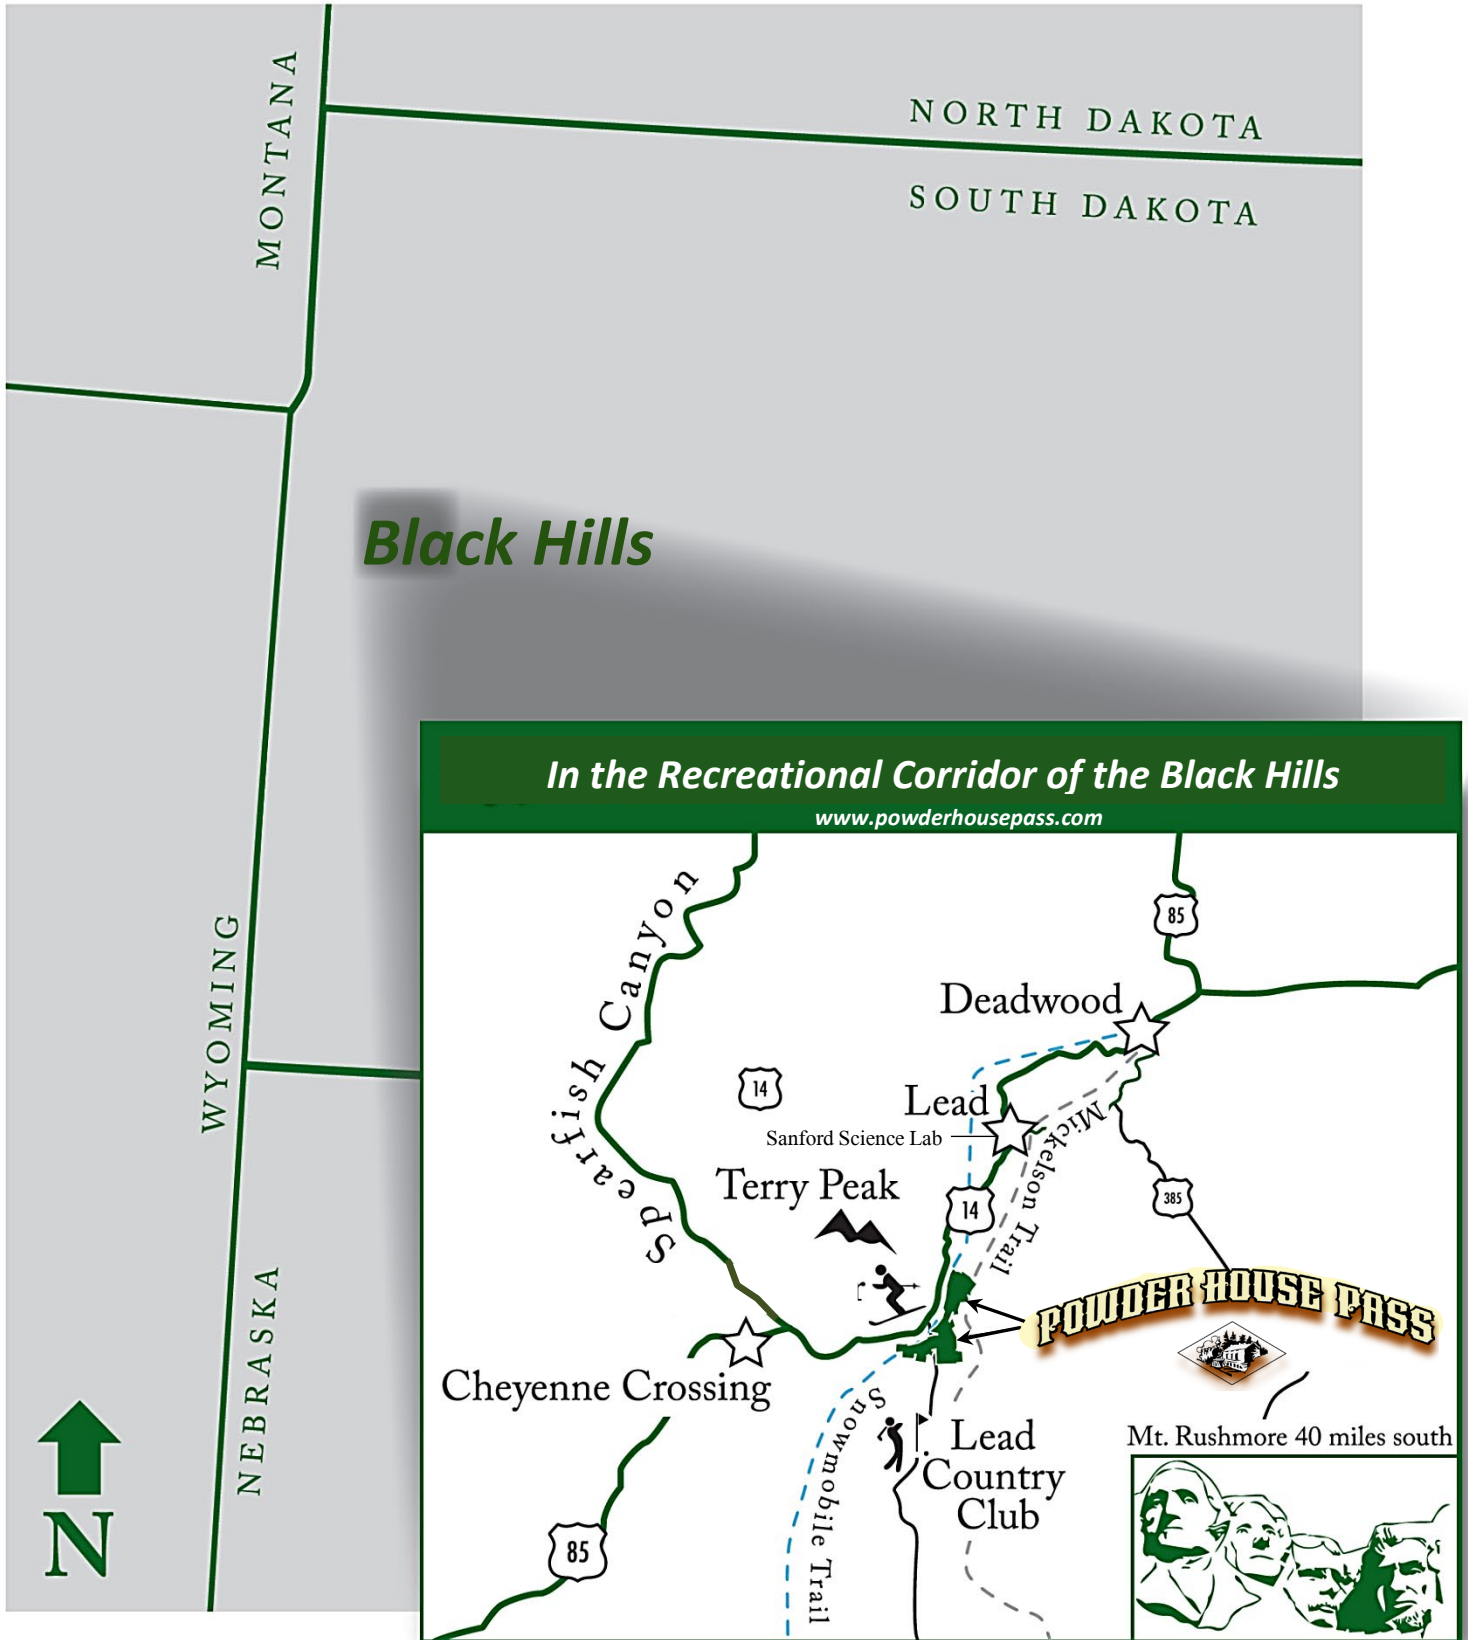 MONTANA
NORTH DAKOTA
SOUTH DAKOTA
Black Hills
WYOMING
NEBRASKA
N
In the Recreational Corridor of the Black Hills
www.powderhousepass.com
Spearfish Canyon
85
Deadwood
14
Lead
Sanford Science Lab
Mickelson Trail
Terry Peak
14
385
POWDER HOUSE PASS
Cheyenne Crossing
Snowmobile Trail
Lead
Country
Club
Mt. Rushmore 40 miles south
85